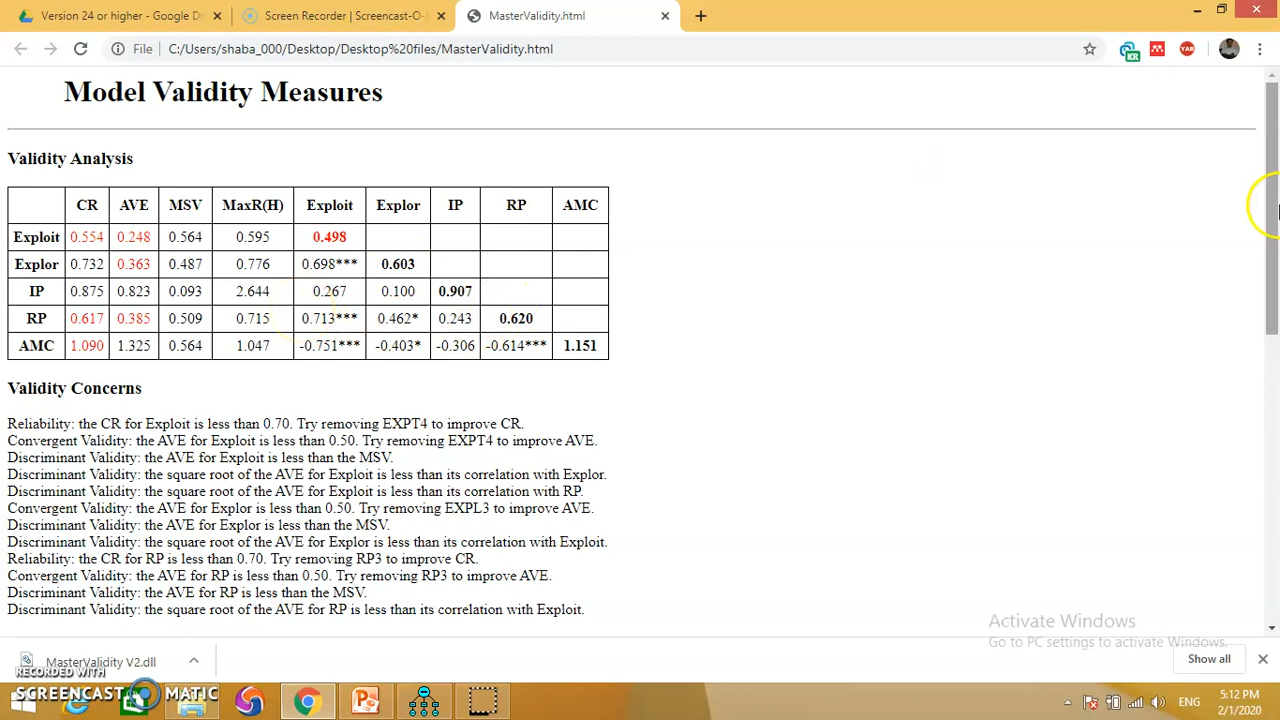 Version 24 or higher - Google Dr
Screen Recorder | Screencast-O-
MasterValidity.html
File C:/Users/shaba_000/Desktop/Desktop%20files/MasterValidity.html
KR
YAB
Model Validity Measures
Validity Analysis
CR AVE MSV MaxR(H) Exploit Explor IP RP AMC
Exploit 0.554 0.248 0.564 0.595 0.498
Explor 0.732 0.363 0.487 0.776 0.698*** 0.603
IP 0.875 0.823 0.093 2.644 0.267 0.100 0.907
RP 0.617 0.385 0.509 0.715 0.713*** 0.462* 0.243 0.620
AMC 1.090 1.325 0.564 1.047 -0.751*** -0.403* -0.306 -0.614*** 1.151
Validity Concerns
Reliability: the CR for Exploit is less than 0.70. Try removing EXPT4 to improve CR.
Convergent Validity: the AVE for Exploit is less than 0.50. Try removing EXPT4 to improve AVE.
Discriminant Validity: the AVE for Exploit is less than the MSV.
Discriminant Validity: the square root of the AVE for Exploit is less than its correlation with Explor.
Discriminant Validity: the square root of the AVE for Exploit is less than its correlation with RP.
Convergent Validity: the AVE for Explor is less than 0.50. Try removing EXPL3 to improve AVE.
Discriminant Validity: the AVE for Explor is less than the MSV.
Discriminant Validity: the square root of the AVE for Explor is less than its correlation with Exploit.
Reliability: the CR for RP is less than 0.70. Try removing RP3 to improve CR.
Convergent Validity: the AVE for RP is less than 0.50. Try removing RP3 to improve AVE.
Discriminant Validity: the AVE for RP is less than the MSV.
Discriminant Validity: the square root of the AVE for RP is less than its correlation with Exploit.
Activate Windows
Go to PC settings to activate Windows.
MasterValidity V2.dll
Show all
RECORDED WITH
SCREENCAST MATIC
ENG
5:12 PM
2/1/2020